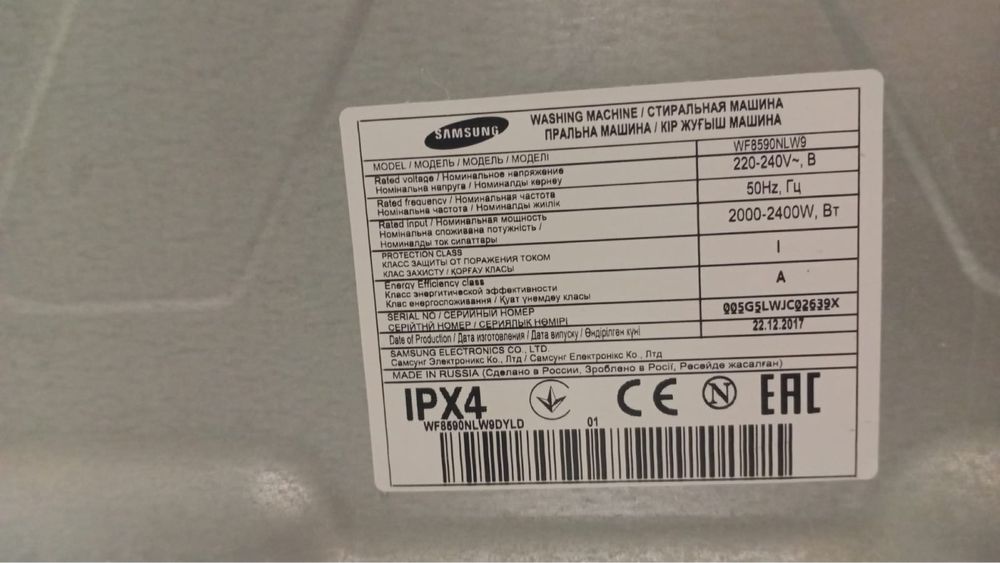 SAMSUNG
WASHING MACHINE / СТИРАЛЬНАЯ МАШИНА
ПРАЛЬНА МАШИНА / КІР ЖУҒЫШ МАШИНА
MODEL / МОДЕЛЬ / МОДЕЛЬ / МОДЕЛІ
WF8590NLW9
Rated voltage / Номинальное напряжение
Номінальна напруга / Номиналды кернеу
220-240V~, В
Rated frequency / Номинальная частота
Номінальна частота / Номиналды жиілік
50Hz, Гц
Rated input / Номинальная мощность
Номінальна споживана потужність /
Номиналды ток сипаттары
2000-2400W, Вт
PROTECTION CLASS
КЛАСС ЗАЩИТЫ ОТ ПОРАЖЕНИЯ ТОКОМ
КЛАС ЗАХИСТУ / ҚОРҒАУ КЛАСЫ
I
Energy Efficiency class
Класс энергитической эффективности
Клас енергоспоживання / Қуат үнемдеу класы
A
SERIAL NO / СЕРИЙНЫЙ НОМЕР
СЕРІЙНИЙ НОМЕР / СЕРИЯЛЫҚ НӨМІРІ
005G5LWJC02639X
Date of Production / Дата изготовления / Дата випуску / Өндірілген күні
22.12.2017
SAMSUNG ELECTRONICS CO., LTD.
Самсунг Электроникс Ко., Лтд / Самсунг Електронікс Ко., Лтд
MADE IN RUSSIA (Сделано в России, Зроблено в Росії, Ресейде жасалған)
IPX4 CE N EAC
WF8590NLW9DYLD 01